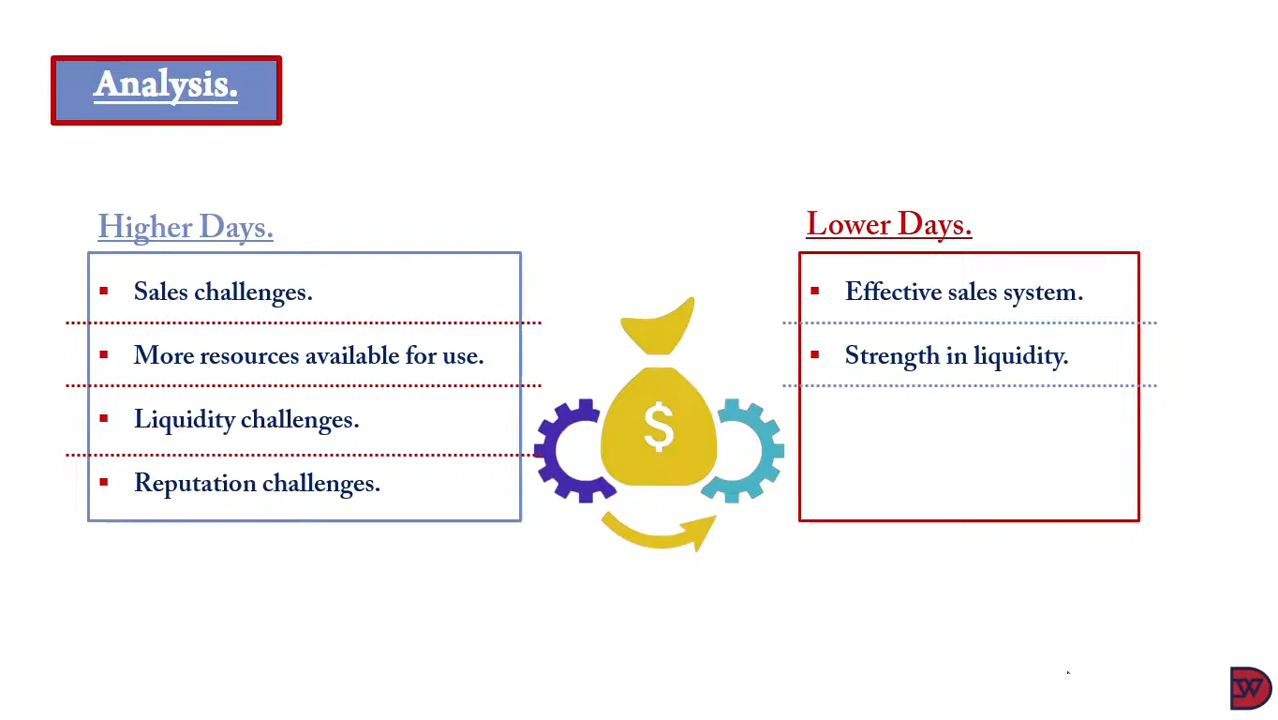 Analysis.
Higher Days.
Sales challenges.
More resources available for use.
Liquidity challenges.
Reputation challenges.
$
Lower Days.
Effective sales system.
Strength in liquidity.
DW